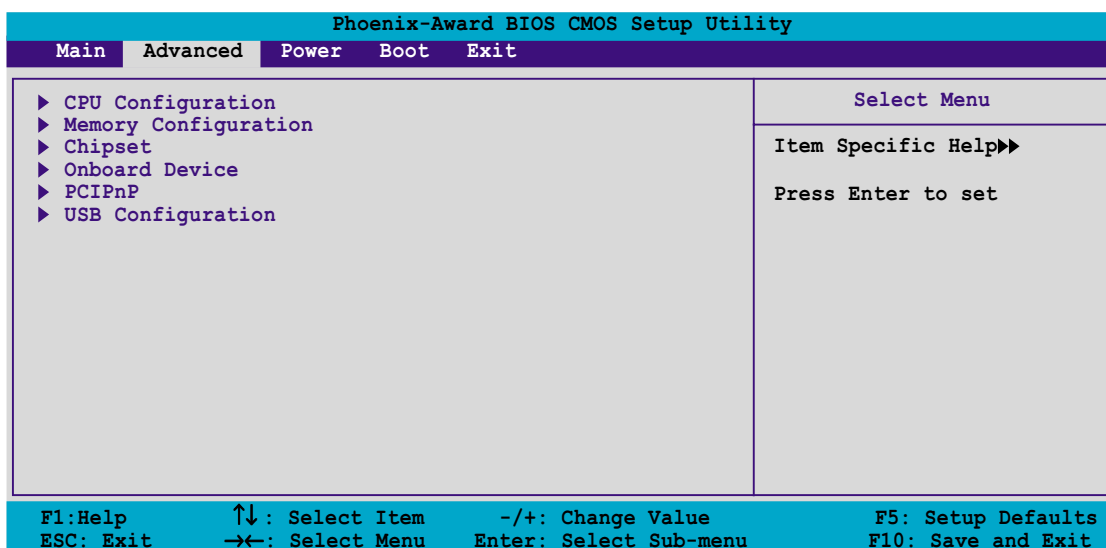 Phoenix-Award BIOS CMOS Setup Utility
Main Advanced Power Boot Exit
CPU Configuration
Memory Configuration
Chipset
Onboard Device
PCIPnP
USB Configuration
Select Menu
Item Specific Help
Press Enter to set
F1:Help ↑↓: Select Item -/+: Change Value F5: Setup Defaults
ESC: Exit →←: Select Menu Enter: Select Sub-menu F10: Save and Exit